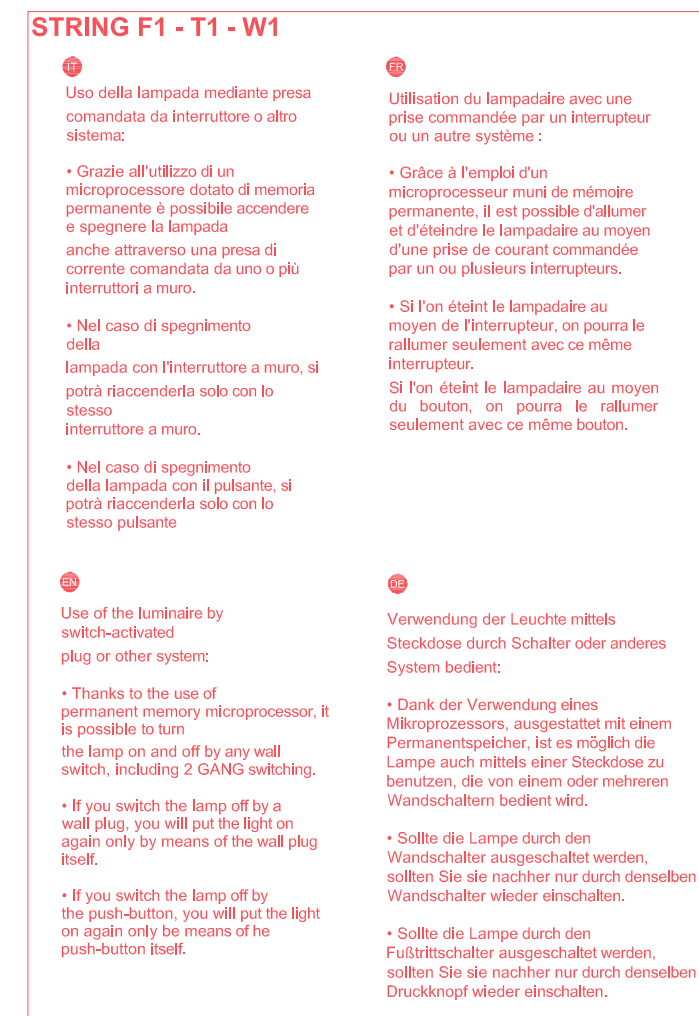 STRING F1 - T1 - W1
IT
Uso della lampada mediante presa
comandata da interruttore o altro
sistema:
• Grazie all'utilizzo di un
microprocessore dotato di memoria
permanente è possibile accendere
e spegnere la lampada
anche attraverso una presa di
corrente comandata da uno o più
interruttori a muro.
• Nel caso di spegnimento
della
lampada con l'interruttore a muro, si
potrà riaccenderla solo con lo
stesso
interruttore a muro.
• Nel caso di spegnimento
della lampada con il pulsante, si
potrà riaccenderla solo con lo
stesso pulsante
FR
Utilisation du lampadaire avec une
prise commandée par un interrupteur
ou un autre système :
• Grâce à l'emploi d'un
microprocesseur muni de mémoire
permanente, il est possible d'allumer
et d'éteindre le lampadaire au moyen
d'une prise de courant commandée
par un ou plusieurs interrupteurs.
• Si l'on éteint le lampadaire au
moyen de l'interrupteur, on pourra le
rallumer seulement avec ce même
interrupteur.
Si l'on éteint le lampadaire au moyen
du bouton, on pourra le rallumer
seulement avec ce même bouton.
EN
Use of the luminaire by
switch-activated
plug or other system:
• Thanks to the use of
permanent memory microprocessor, it
is possible to turn
the lamp on and off by any wall
switch, including 2 GANG switching.
• If you switch the lamp off by a
wall plug, you will put the light on
again only by means of the wall plug
itself.
• If you switch the lamp off by
the push-button, you will put the light
on again only be means of he
push-button itself.
DE
Verwendung der Leuchte mittels
Steckdose durch Schalter oder anderes
System bedient:
• Dank der Verwendung eines
Mikroprozessors, ausgestattet mit einem
Permanentspeicher, ist es möglich die
Lampe auch mittels einer Steckdose zu
benutzen, die von einem oder mehreren
Wandschaltern bedient wird.
• Sollte die Lampe durch den
Wandschalter ausgeschaltet werden,
sollten Sie sie nachher nur durch denselben
Wandschalter wieder einschalten.
• Sollte die Lampe durch den
Fußtrittschalter ausgeschaltet werden,
sollten Sie sie nachher nur durch denselben
Druckknopf wieder einschalten.